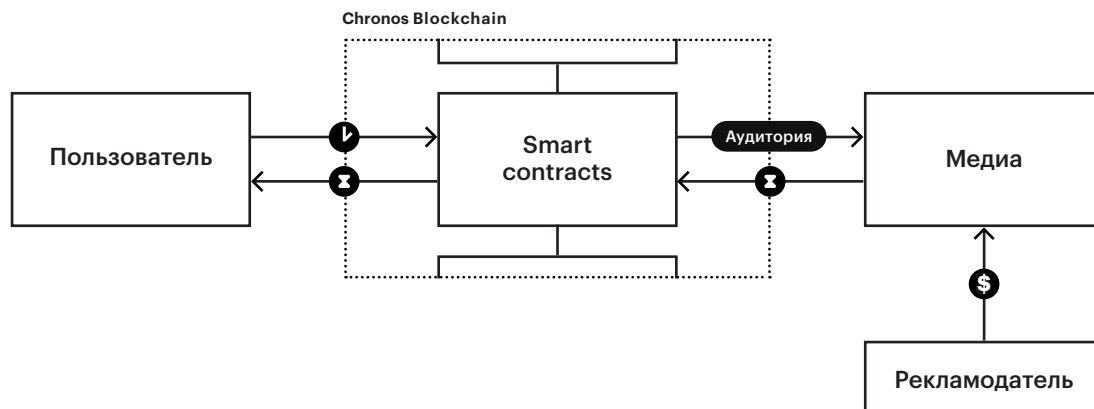 Chronos Blockchain
Пользователь
Smart
contracts
Аудитория
Медиа
$
Рекламодатель